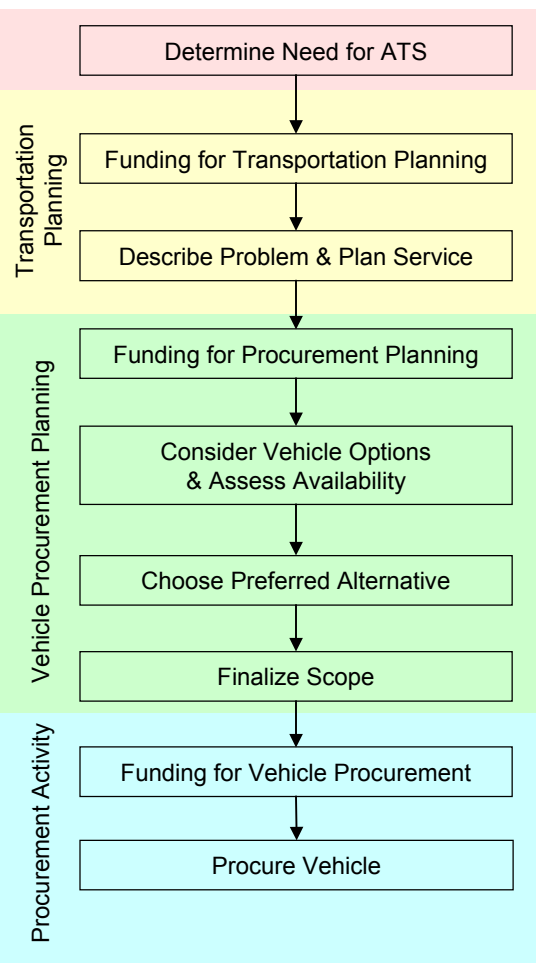 Determine Need for ATS
Transportation
Planning
Funding for Transportation Planning
Describe Problem & Plan Service
Vehicle Procurement Planning
Funding for Procurement Planning
Consider Vehicle Options
& Assess Availability
Choose Preferred Alternative
Finalize Scope
Procurement Activity
Funding for Vehicle Procurement
Procure Vehicle